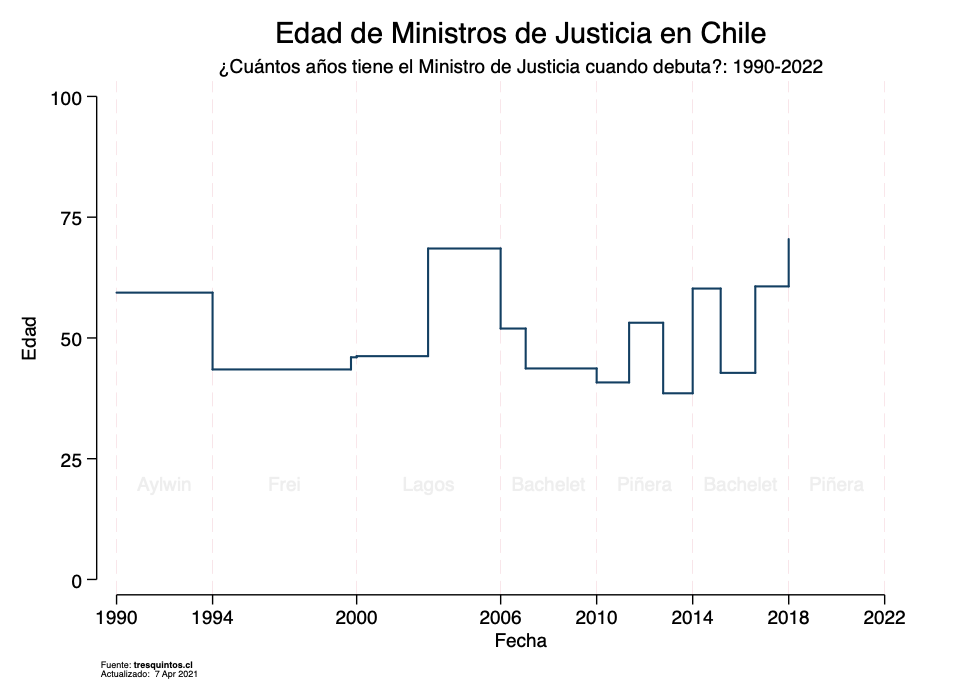 Edad de Ministros de Justicia en Chile
¿Cuántos años tiene el Ministro de Justicia cuando debuta?: 1990-2022
100
75
50
25
0
Edad
Aylwin Frei Lagos Bachelet Piñera Bachelet Piñera
1990 1994 2000 2006 2010 2014 2018 2022
Fecha
Fuente: tresquintos.cl
Actualizado: 7 Apr 2021